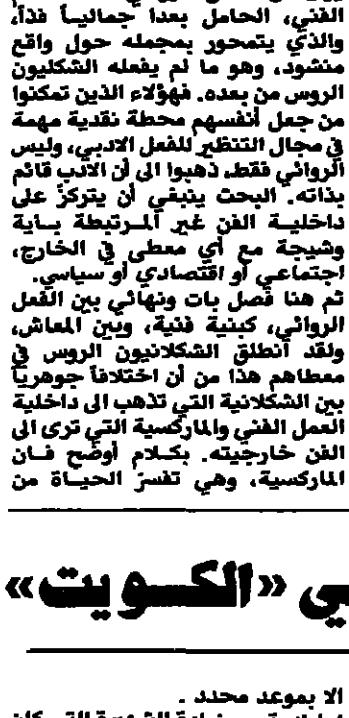 الفني، الحامل بعدا جمالياً فذاً،
والذي يتمحور بمجمله حول واقع
منشود، وهو ما لم يفعله الشكليون
الروس من بعده. فهؤلاء الذين تمكنوا
من جعل أنفسهم محطة نقدية مهمة
في مجال التنظير للفعل الادبي، وليس
الروائي فقط، ذهبوا الى أن الادب قائم
بذاته. البحث ينبغي أن يتركز على
داخلية الفن غير المرتبطة بأية
وشيجة مع أي معطى في الخارج،
اجتماعي أو اقتصادي أو سياسي.
ثم هنا فصل بات ونهائي بين الفعل
الروائي، كبنية فنية، وبين المعاش،
ولقد أنطلق الشكلانيون الروس في
معطاهم هذا من أن اختلافاً جوهرياً
بين الشكلانية التي تذهب الى داخلية
العمل الفني والماركسية التي ترى الى
الفن خارجيته. بكلام أوضح فان
الماركسية، وهي تفسر الحياة من
ي «الكويت»
الا بموعد محدد .